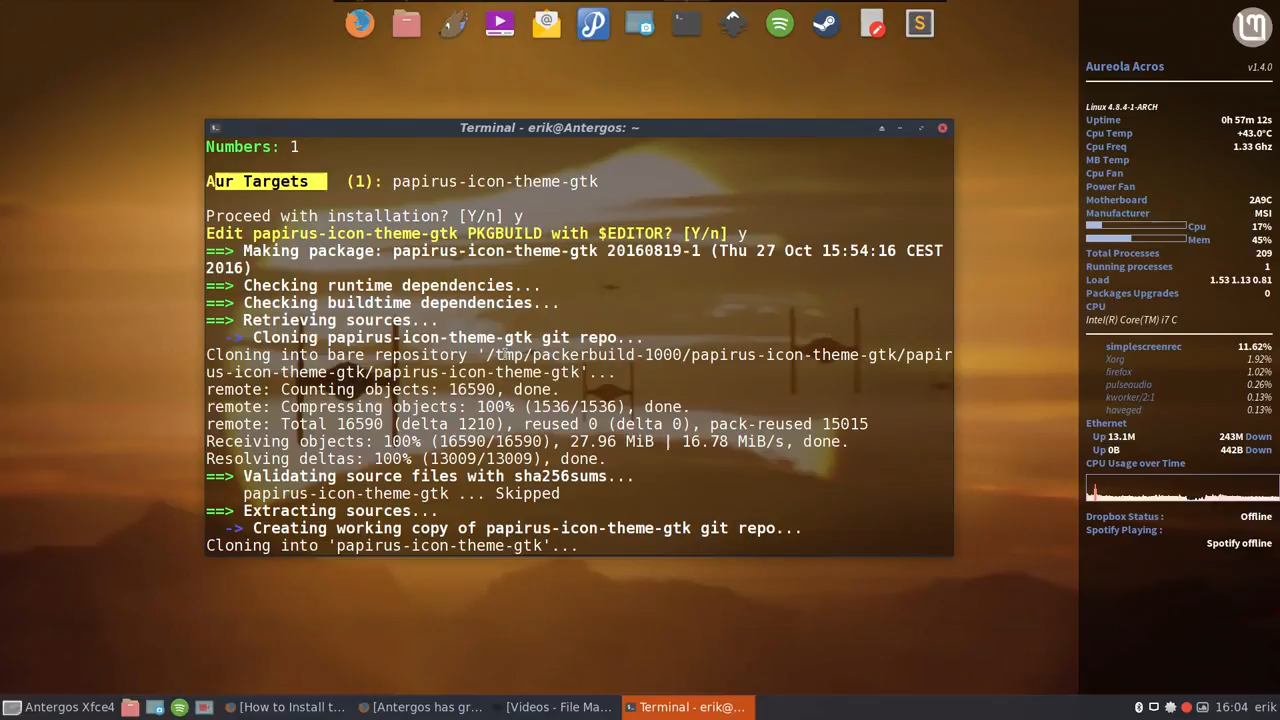 Terminal - erik@Antergos: ~
Numbers: 1
Aur Targets (1): papirus-icon-theme-gtk
Proceed with installation? [Y/n] y
Edit papirus-icon-theme-gtk PKGBUILD with $EDITOR? [Y/n] y
==> Making package: papirus-icon-theme-gtk 20160819-1 (Thu 27 Oct 15:54:16 CEST
2016)
==> Checking runtime dependencies...
==> Checking buildtime dependencies...
==> Retrieving sources...
-> Cloning papirus-icon-theme-gtk git repo...
Cloning into bare repository '/tmp/packerbuild-1000/papirus-icon-theme-gtk/papir
us-icon-theme-gtk/papirus-icon-theme-gtk'...
remote: Counting objects: 16590, done.
remote: Compressing objects: 100% (1536/1536), done.
remote: Total 16590 (delta 1210), reused 0 (delta 0), pack-reused 15015
Receiving objects: 100% (16590/16590), 27.96 MiB | 16.78 MiB/s, done.
Resolving deltas: 100% (13009/13009), done.
==> Validating source files with sha256sums...
papirus-icon-theme-gtk ... Skipped
==> Extracting sources...
-> Creating working copy of papirus-icon-theme-gtk git repo...
Cloning into 'papirus-icon-theme-gtk'...
Aureola Acros v1.4.0
Linux 4.8.4-1-ARCH
Uptime 0h 57m 12s
Cpu Temp +43.0°C
Cpu Freq 1.33 Ghz
MB Temp
Cpu Fan
Power Fan
Motherboard 2A9C
Manufacturer MSI
Cpu 17%
Mem 45%
Total Processes 209
Running processes 1
Load 1.53 1.13 0.81
Packages Upgrades 0
CPU
Intel(R) Core(TM) i7 C
simplescreenrec 11.62%
Xorg 1.92%
firefox 1.02%
pulseaudio 0.26%
kworker/2:1 0.13%
haveged 0.13%
Ethernet
Up 13.1M 243M Down
Up 0B 442B Down
CPU Usage over Time
Dropbox Status : Offline
Spotify Playing :
Spotify offline
Antergos Xfce4 [How to Install t... [Antergos has gr... [Videos - File Ma... Terminal - erik@... 16:04 erik